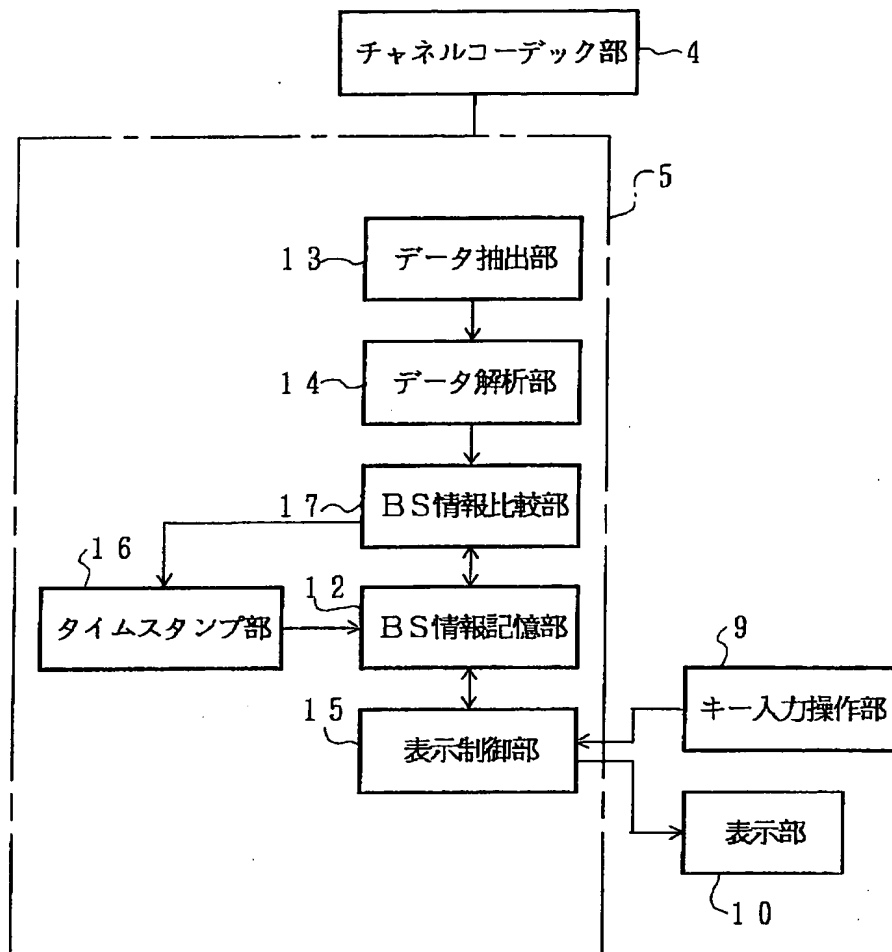 チャネルコーデック部
4
5
13
データ抽出部
14
データ解析部
17
BS情報比較部
16
タイムスタンプ部
12
BS情報記憶部
9
キー入力操作部
15
表示制御部
表示部
10